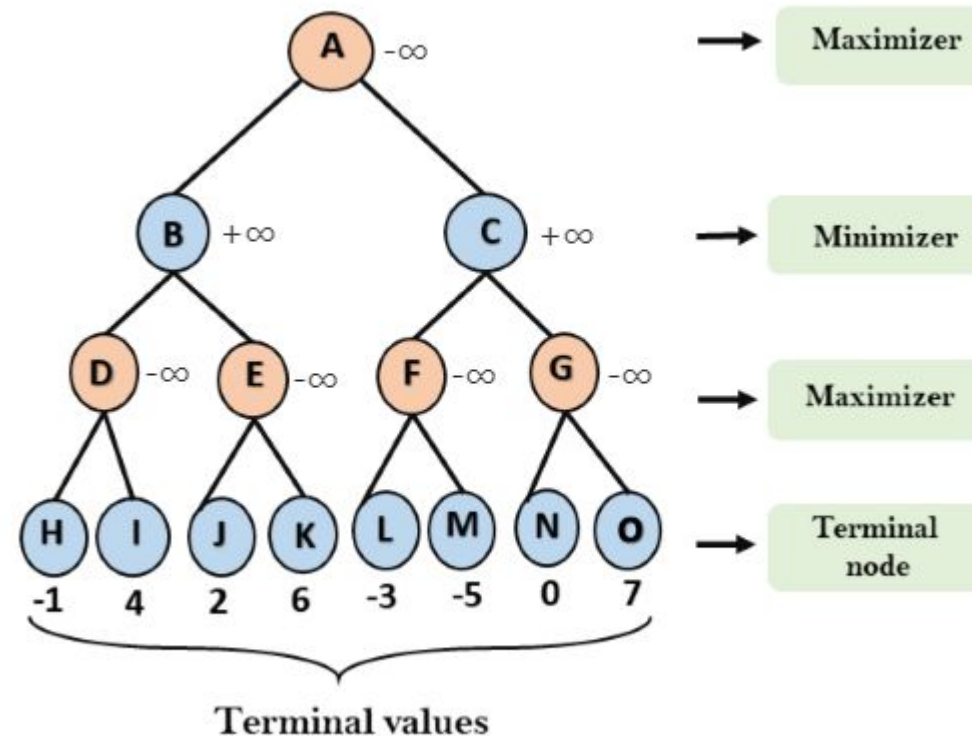 A -∞ Maximizer
B +∞ C +∞ Minimizer
D -∞ E -∞ F -∞ G -∞ Maximizer
H I J K L M N O Terminal
node
-1 4 2 6 -3 -5 0 7
Terminal values